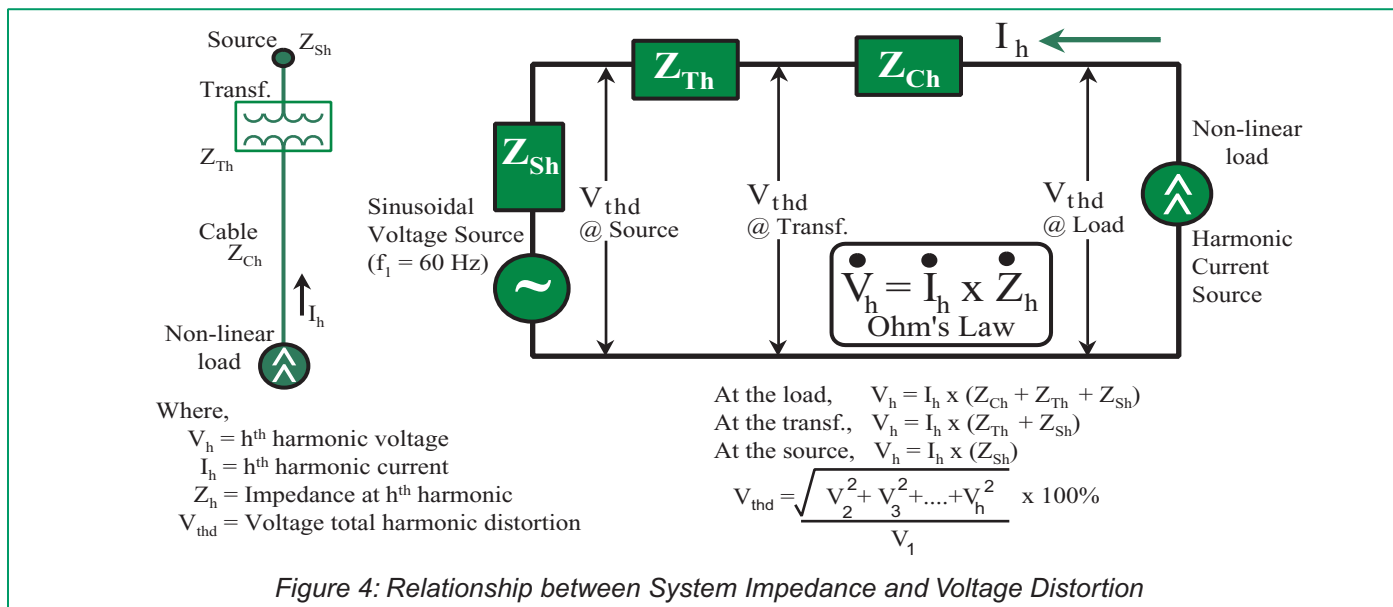 Source Z_Sh
Transf.
Z_Th
Cable
Z_Ch
I_h
Non-linear
load
Where,
V_h = h^th harmonic voltage
I_h = h^th harmonic current
Z_h = Impedance at h^th harmonic
V_thd = Voltage total harmonic distortion
Sinusoidal
Voltage Source
(f_1 = 60 Hz)
Z_Sh
~
V_thd
@ Source
Z_Th
V_thd
@ Transf.
Z_Ch
I_h
V_thd
@ Load
Non-linear
load
Harmonic
Current
Source
V̇_h = İ_h x Ż_h
Ohm's Law
At the load, V_h = I_h x (Z_Ch + Z_Th + Z_Sh)
At the transf., V_h = I_h x (Z_Th + Z_Sh)
At the source, V_h = I_h x (Z_Sh)
V_thd = √(V_2^2 + V_3^2 + .... + V_h^2) x 100%
V_1
Figure 4: Relationship between System Impedance and Voltage Distortion